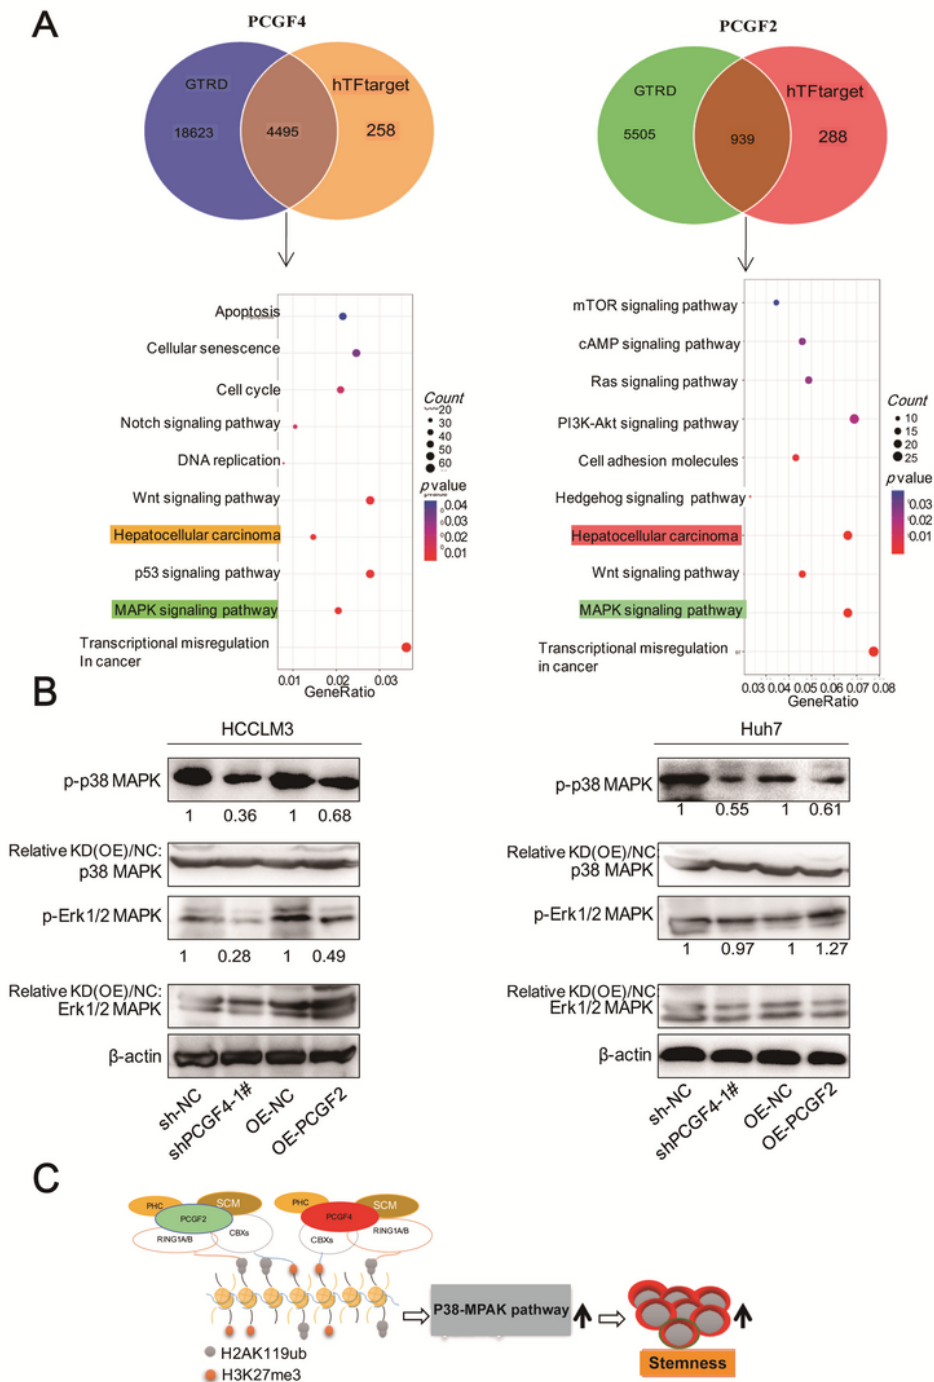 A
PCGF4
PCGF2
GTRD
hTFtarget
18623
4495
258
GTRD
hTFtarget
5505
939
288
Apoptosis
Cellular senescence
Cell cycle
Notch signaling pathway
DNA replication
Wnt signaling pathway
Hepatocellular carcinoma
p53 signaling pathway
MAPK signaling pathway
Transcriptional misregulation
In cancer
0.01 0.02 0.03
GeneRatio
Count
20
30
40
50
60
p value
0.04
0.03
0.02
0.01
mTOR signaling pathway
cAMP signaling pathway
Ras signaling pathway
PI3K-Akt signaling pathway
Cell adhesion molecules
Hedgehog signaling pathway
Hepatocellular carcinoma
Wnt signaling pathway
MAPK signaling pathway
Transcriptional misregulation
in cancer
0.03 0.04 0.05 0.06 0.07 0.08
GeneRatio
Count
10
15
20
25
p value
0.03
0.02
0.01
B
HCCLM3
p-p38 MAPK
1 0.36 1 0.68
Relative KD(OE)/NC:
p38 MAPK
p-Erk1/2 MAPK
1 0.28 1 0.49
Relative KD(OE)/NC:
Erk1/2 MAPK
β-actin
sh-NC
shPCGF4-1#
OE-NC
OE-PCGF2
Huh7
p-p38 MAPK
1 0.55 1 0.61
Relative KD(OE)/NC:
p38 MAPK
p-Erk1/2 MAPK
1 0.97 1 1.27
Relative KD(OE)/NC:
Erk1/2 MAPK
β-actin
sh-NC
shPCGF4-1#
OE-NC
OE-PCGF2
C
PHC
SCM
PCGF2
RING1A/B
CBXs
PHC
SCM
PCGF4
CBXs
RING1A/B
P38-MPAK pathway
Stemness
H2AK119ub
H3K27me3